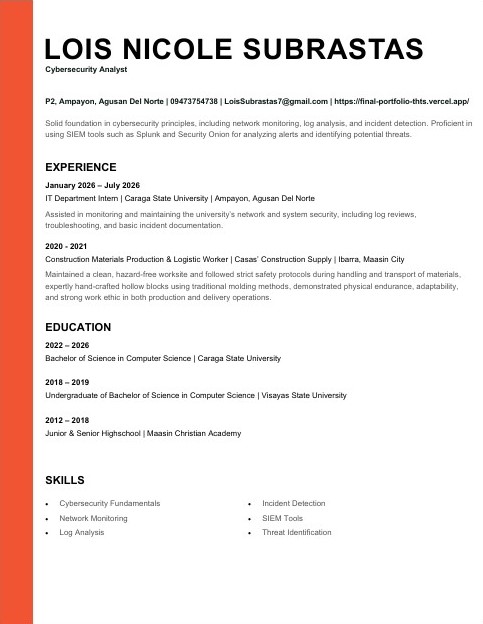 LOIS NICOLE SUBRASTAS
Cybersecurity Analyst
P2, Ampayon, Agusan Del Norte | 09473754738 | LoisSubrastas7@gmail.com | https://final-portfolio-thts.vercel.app/
Solid foundation in cybersecurity principles, including network monitoring, log analysis, and incident detection. Proficient in
using SIEM tools such as Splunk and Security Onion for analyzing alerts and identifying potential threats.
EXPERIENCE
January 2026 – July 2026
IT Department Intern | Caraga State University | Ampayon, Agusan Del Norte
Assisted in monitoring and maintaining the university's network and system security, including log reviews,
troubleshooting, and basic incident documentation.
2020 - 2021
Construction Materials Production & Logistic Worker | Casas' Construction Supply | Ibarra, Maasin City
Maintained a clean, hazard-free worksite and followed strict safety protocols during handling and transport of materials,
expertly hand-crafted hollow blocks using traditional molding methods, demonstrated physical endurance, adaptability,
and strong work ethic in both production and delivery operations.
EDUCATION
2022 – 2026
Bachelor of Science in Computer Science | Caraga State University
2018 – 2019
Undergraduate of Bachelor of Science in Computer Science | Visayas State University
2012 – 2018
Junior & Senior Highschool | Maasin Christian Academy
SKILLS
• Cybersecurity Fundamentals
• Network Monitoring
• Log Analysis
• Incident Detection
• SIEM Tools
• Threat Identification